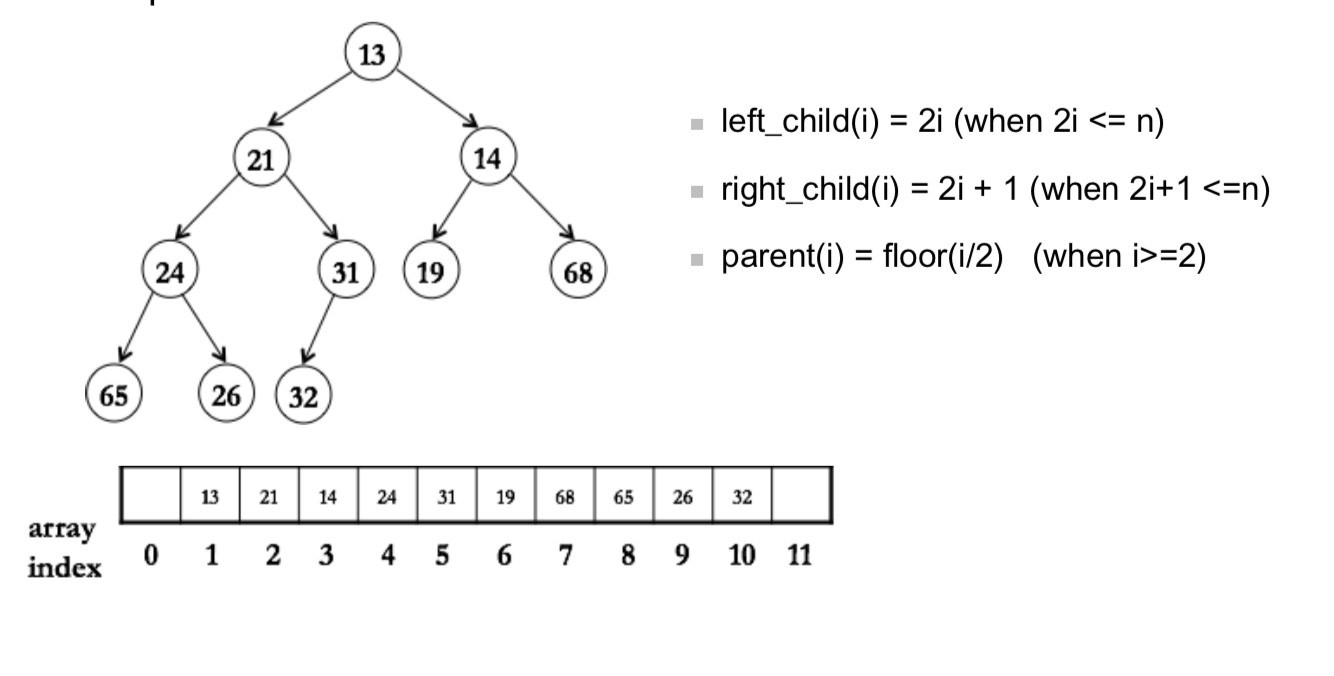 13
21 14
24 31 19 68
65 26 32
left_child(i) = 2i (when 2i <= n)
right_child(i) = 2i + 1 (when 2i+1 <=n)
parent(i) = floor(i/2) (when i>=2)
13 21 14 24 31 19 68 65 26 32
array
index 0 1 2 3 4 5 6 7 8 9 10 11